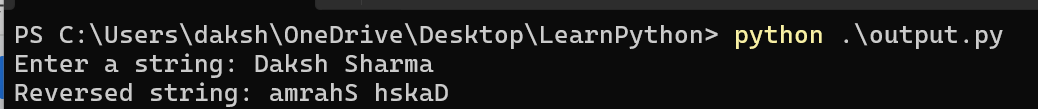 PS C:\Users\daksh\OneDrive\Desktop\LearnPython> python .\output.py
Enter a string: Daksh Sharma
Reversed string: amrahS hskaD